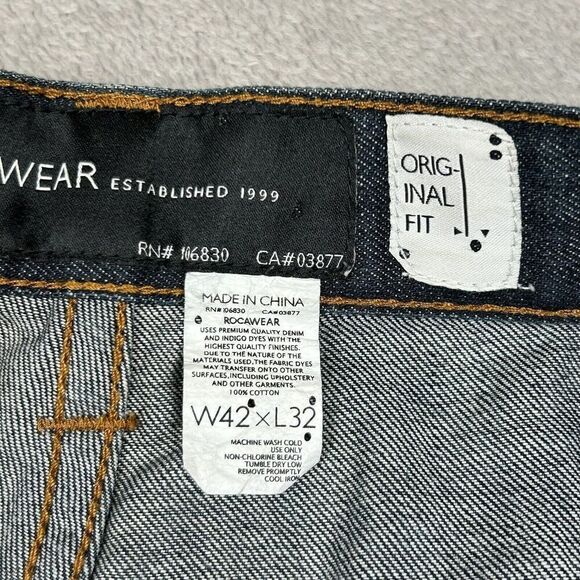 WEAR ESTABLISHED 1999
RN# 106830 CA#03877
ORIG-
INAL
FIT
MADE IN CHINA
RN# 106830 CA#03877
ROCAWEAR
USES PREMIUM QUALITY DENIM
AND INDIGO DYES WITH THE
HIGHEST QUALITY FINISHES.
DUE TO THE NATURE OF THE
MATERIALS USED,THE FABRIC DYES
MAY TRANSFER ONTO OTHER
SURFACES, INCLUDING UPHOLSTERY
AND OTHER GARMENTS.
100% COTTON
W42×L32
MACHINE WASH COLD
USE ONLY
NON-CHLORINE BLEACH
TUMBLE DRY LOW
REMOVE PROMPTLY
COOL IRON